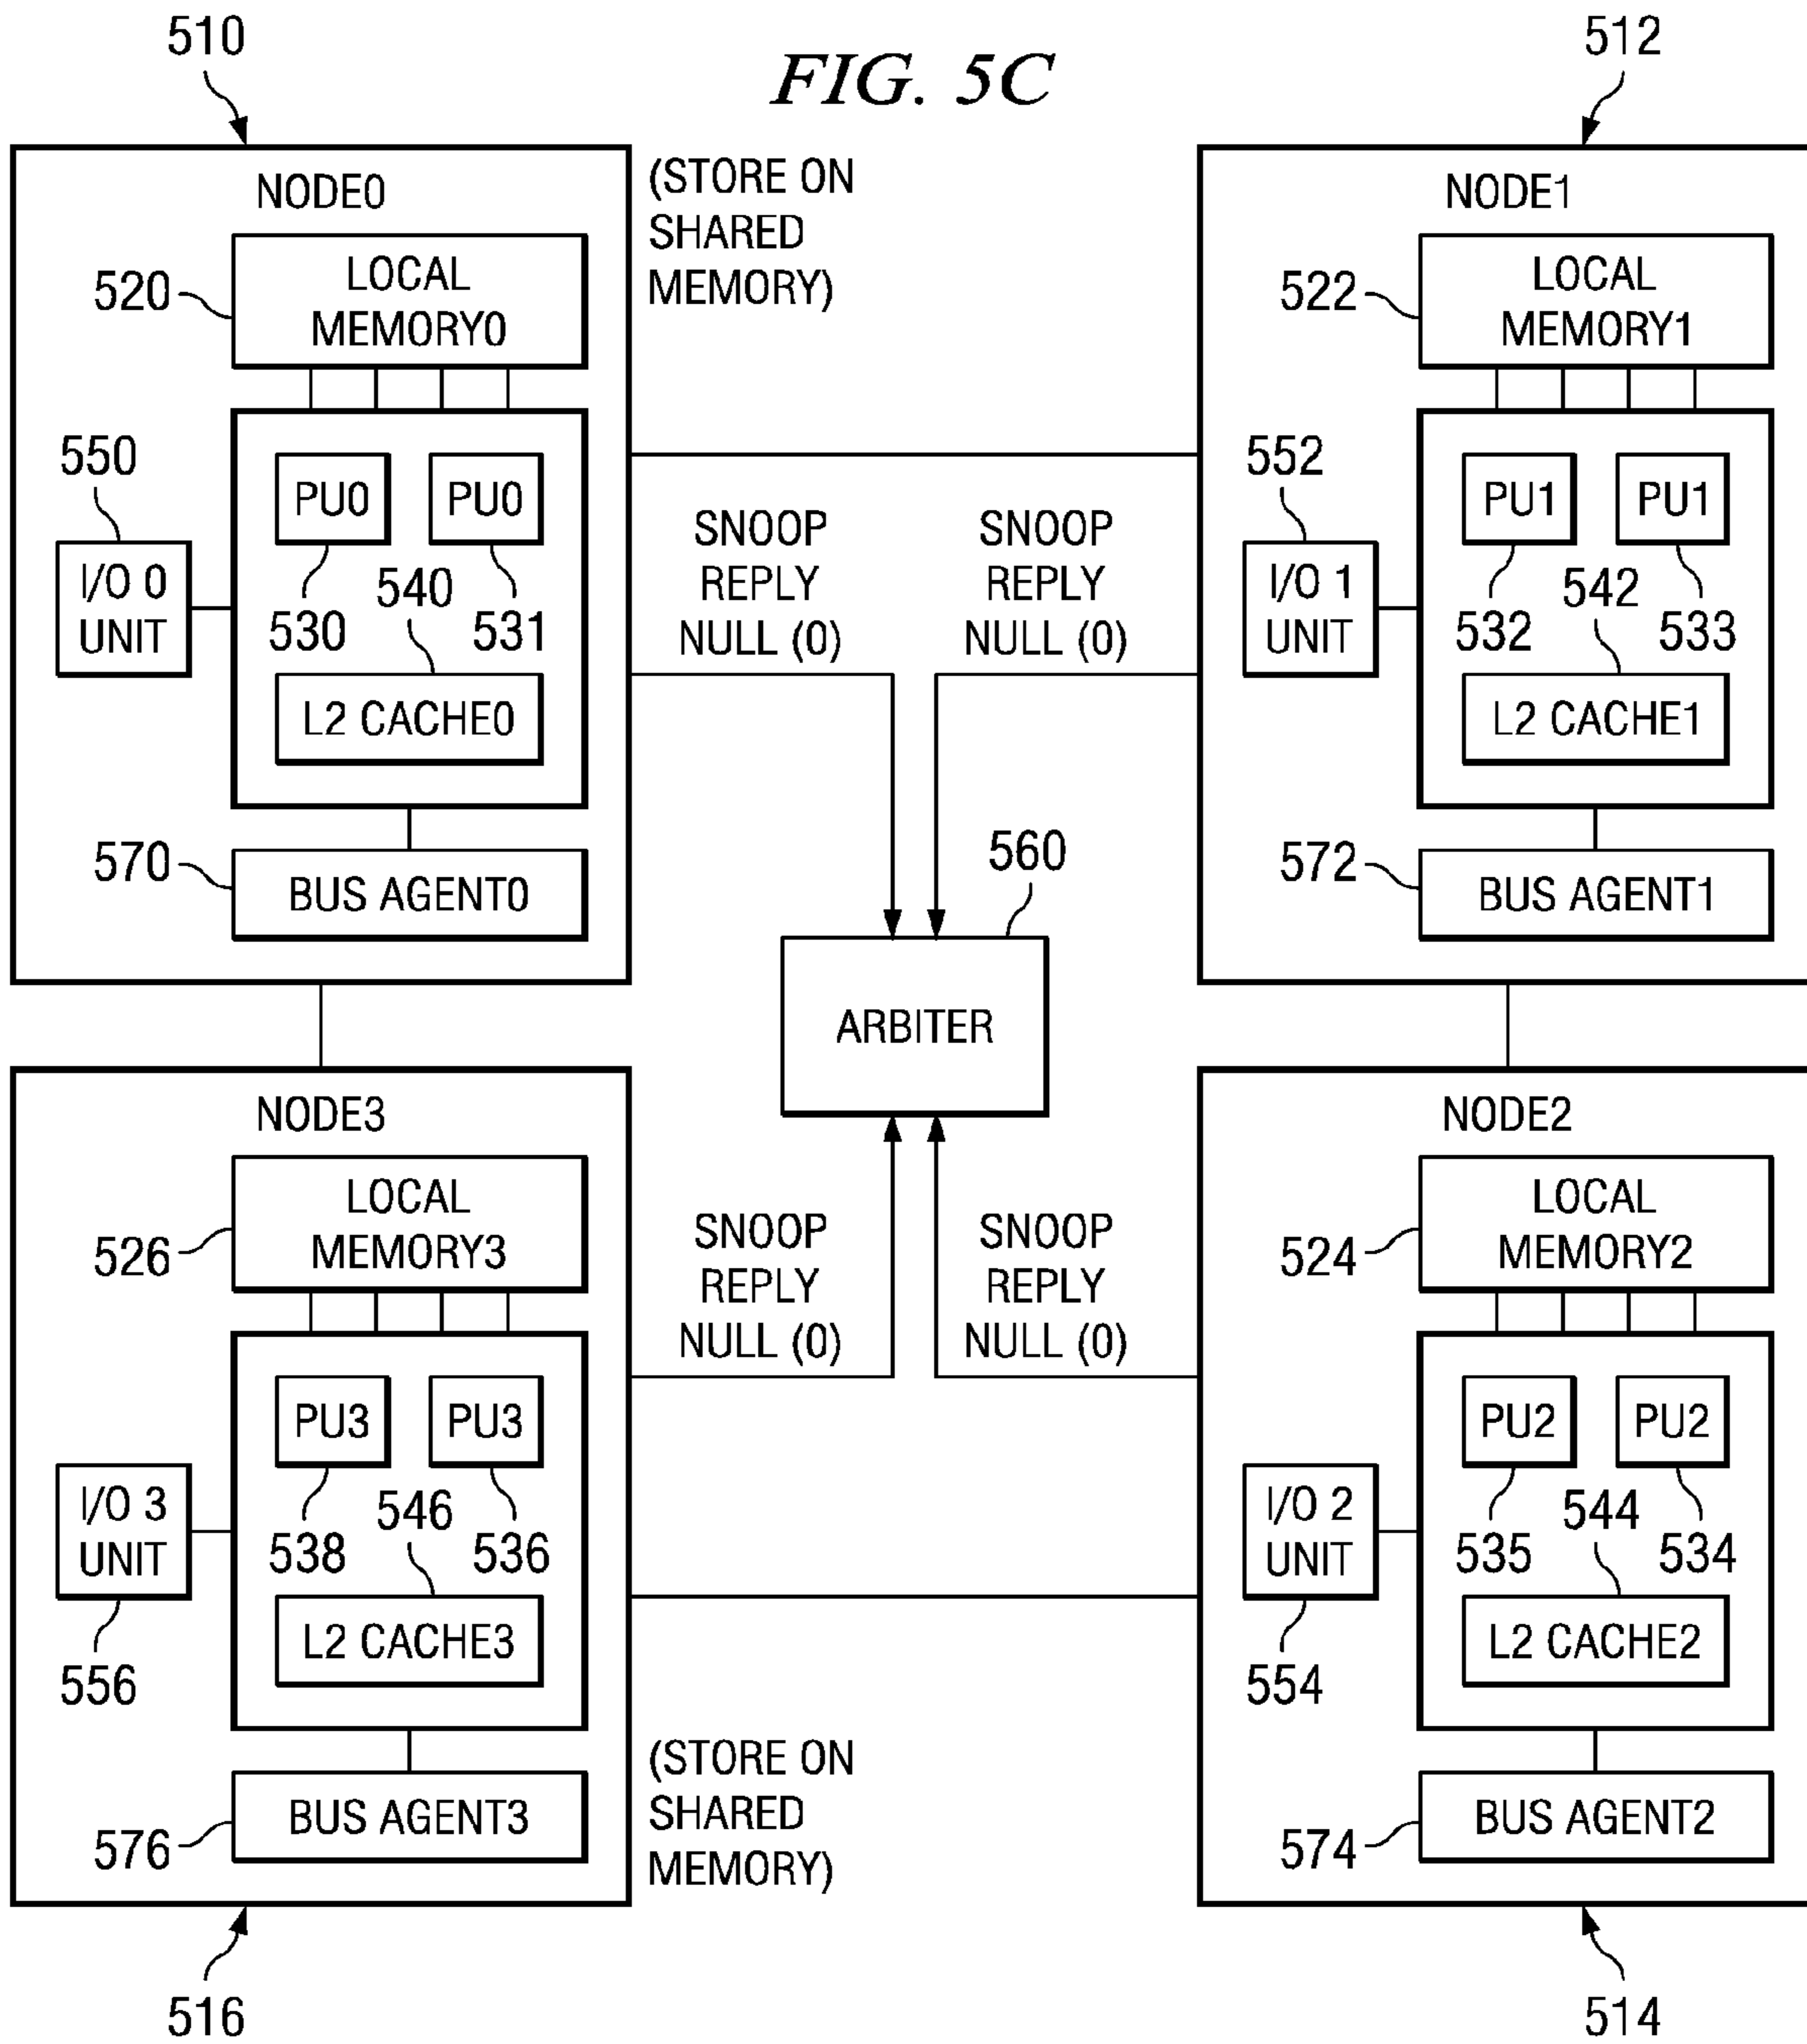 FIG. 5C
510
NODE0
520
LOCAL
MEMORY0
(STORE ON
SHARED
MEMORY)
550
I/O 0
UNIT
PU0
PU0
530
540
531
L2 CACHE0
570
BUS AGENT0
SNOOP
REPLY
NULL (0)
512
NODE1
522
LOCAL
MEMORY1
552
I/O 1
UNIT
PU1
PU1
532
542
533
L2 CACHE1
572
BUS AGENT1
SNOOP
REPLY
NULL (0)
560
ARBITER
NODE3
526
LOCAL
MEMORY3
SNOOP
REPLY
NULL (0)
I/O 3
UNIT
556
PU3
PU3
538
546
536
L2 CACHE3
576
BUS AGENT3
(STORE ON
SHARED
MEMORY)
516
NODE2
524
LOCAL
MEMORY2
SNOOP
REPLY
NULL (0)
I/O 2
UNIT
554
PU2
PU2
535
544
534
L2 CACHE2
574
BUS AGENT2
514